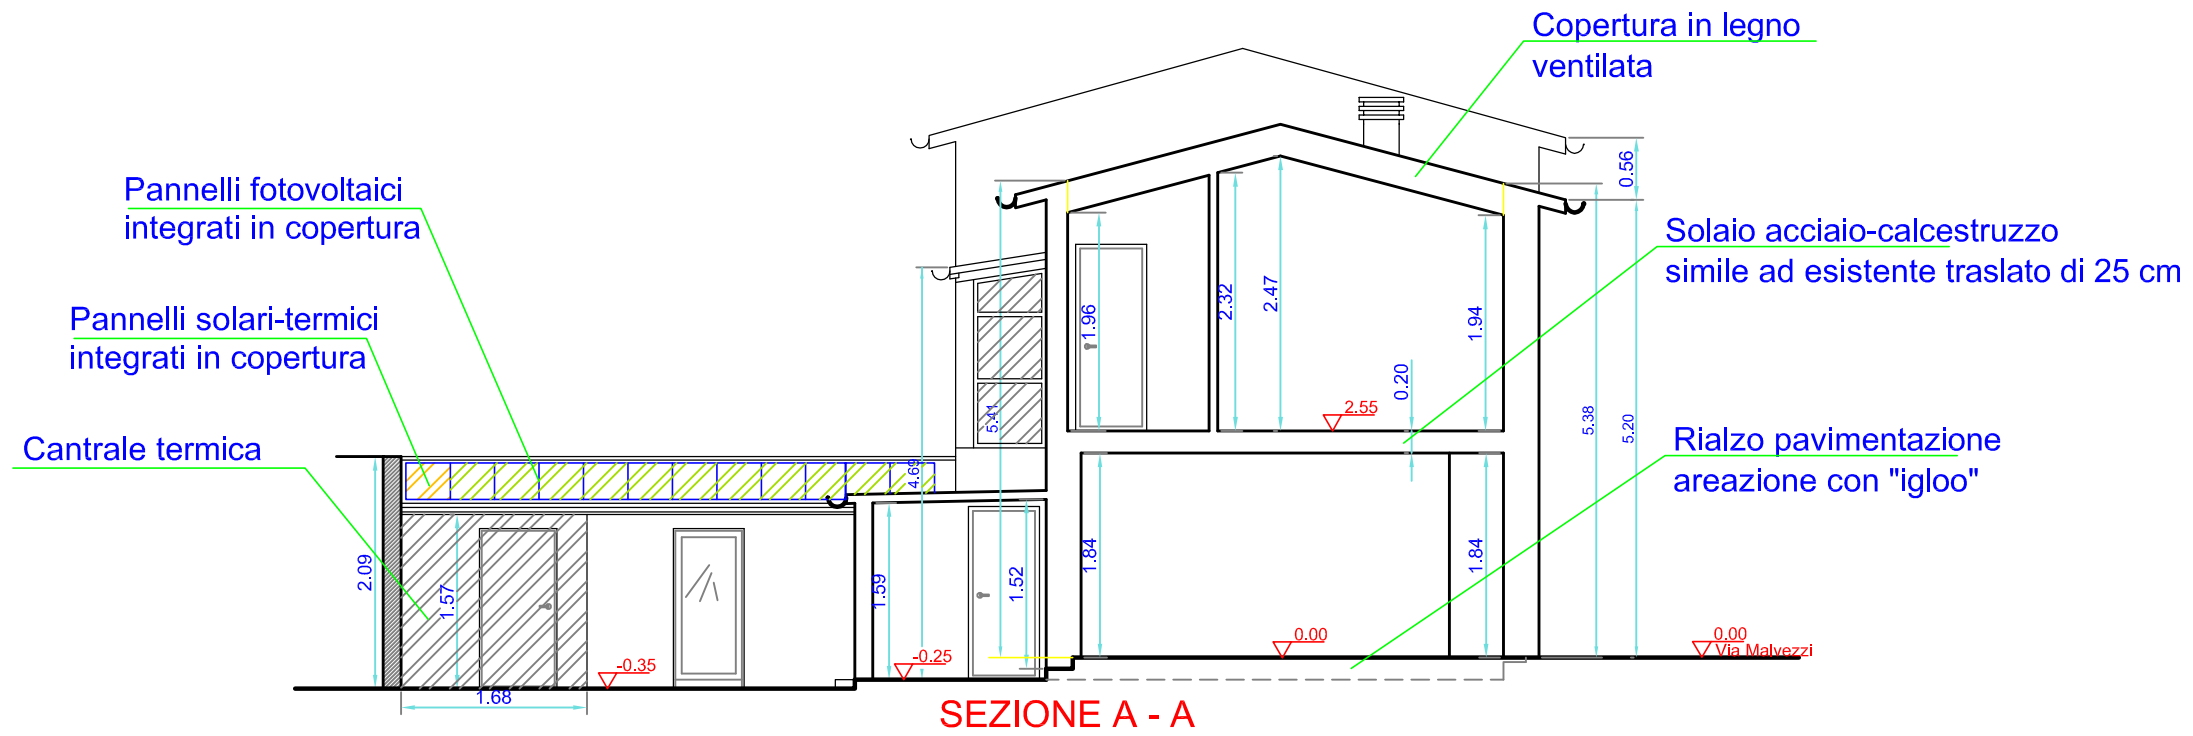 Copertura in legno
ventilata
Pannelli fotovoltaici
integrati in copertura
0.56
Solaio acciaio-calcestruzzo
simile ad esistente traslato di 25 cm
Pannelli solari-termici
integrati in copertura
1.96
2.32
2.47
1.94
0.20
2.55
5.41
5.38
5.20
Cantrale termica
4.69
Rialzo pavimentazione
areazione con "igloo"
2.09
1.57
1.59
1.52
1.84
1.84
-0.35
-0.25
0.00
0.00
Via Malvezzi
1.68
SEZIONE A - A